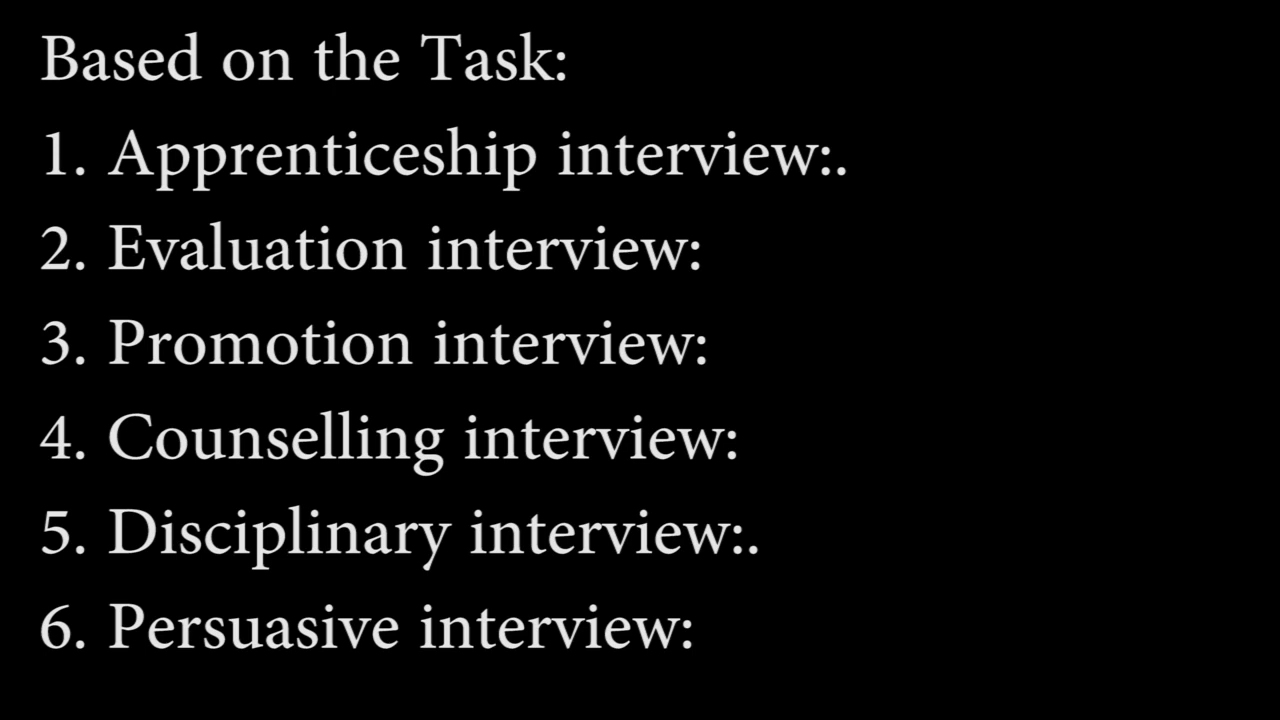 Based on the Task:
1. Apprenticeship interview:.
2. Evaluation interview:
3. Promotion interview:
4. Counselling interview:
5. Disciplinary interview:.
6. Persuasive interview: